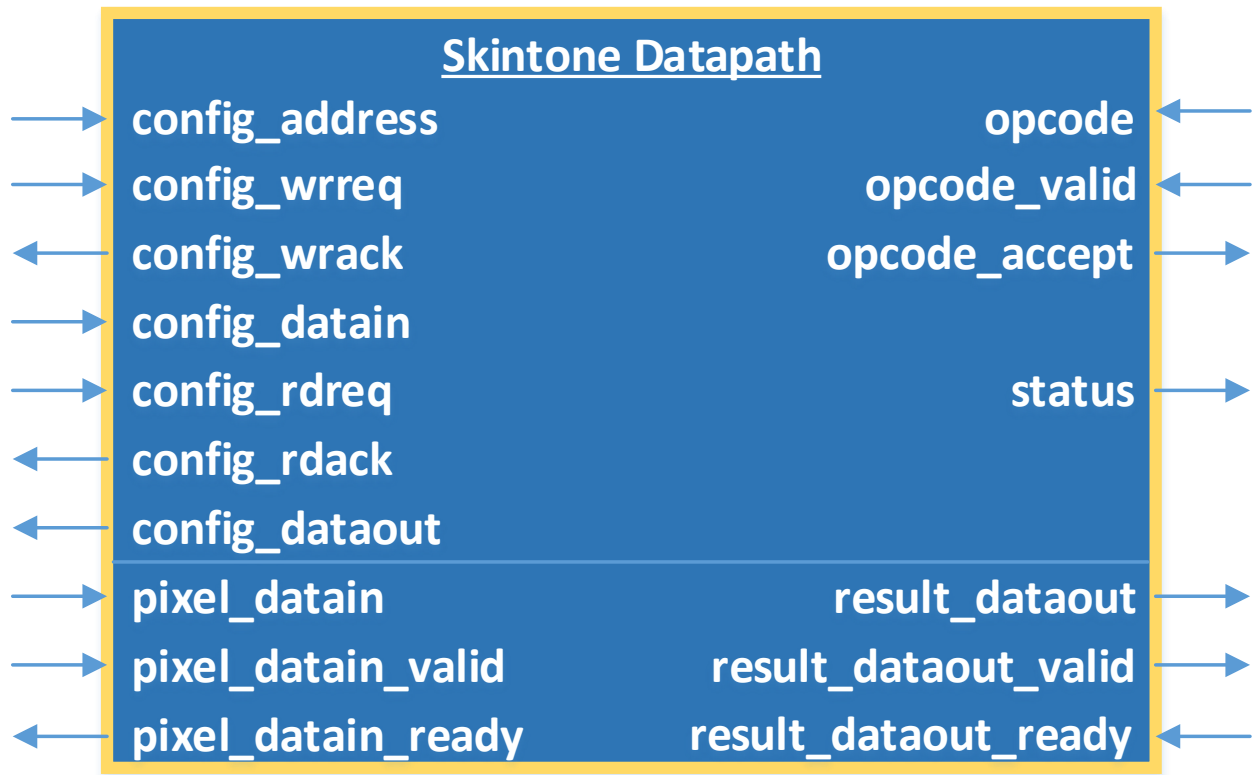 Skintone Datapath
config_address opcode
config_wrreq opcode_valid
config_wrack opcode_accept
config_datain
config_rdreq status
config_rdack
config_dataout
pixel_datain result_dataout
pixel_datain_valid result_dataout_valid
pixel_datain_ready result_dataout_ready